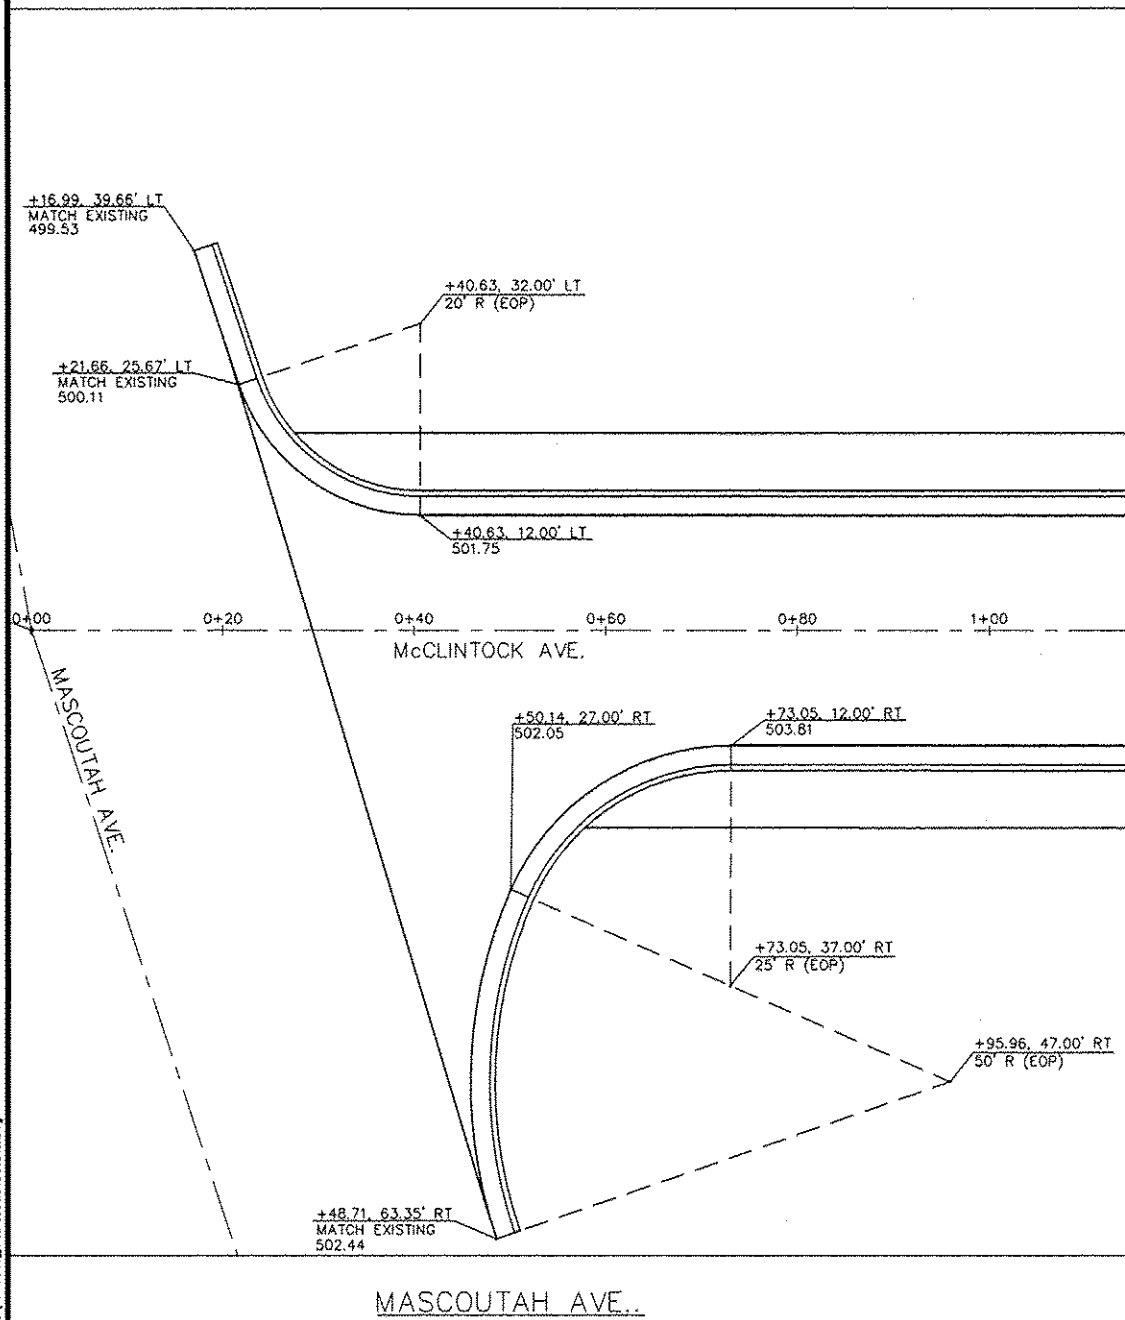 +16.99, 39.66' LT
MATCH EXISTING
499.53
+40.63, 32.00' LT
20' R (EOP)
+21.66, 25.67' LT
MATCH EXISTING
500.11
+40.63, 12.00' LT
501.75
0+00
0+20
0+40
0+60
0+80
1+00
McCLINTOCK AVE.
MASCOUTAH AVE.
+50.14, 27.00' RT
502.05
+73.05, 12.00' RT
503.81
+73.05, 37.00' RT
25' R (EOP)
+95.96, 47.00' RT
50' R (EOP)
+48.71, 63.35' RT
MATCH EXISTING
502.44
MASCOUTAH AVE..